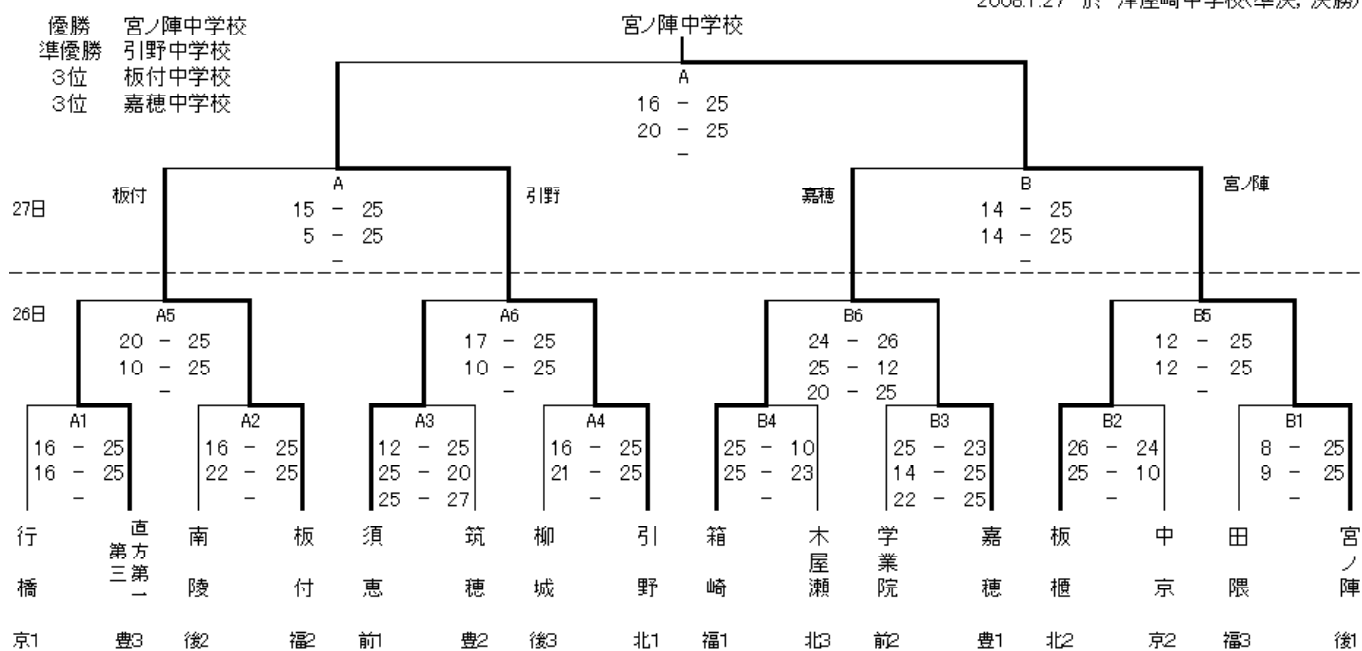 優勝 宮ノ陣中学校
準優勝 引野中学校
3位 板付中学校
3位 嘉穂中学校
宮ノ陣中学校
A
16 - 25
20 - 25
-
27日
板付
A
15 - 25
5 - 25
-
引野
嘉穂
B
14 - 25
14 - 25
-
宮ノ陣
26日
A5
20 - 25
10 - 25
-
A6
17 - 25
10 - 25
-
B6
24 - 26
25 - 12
20 - 25
B5
12 - 25
12 - 25
-
A1
16 - 25
16 - 25
-
A2
16 - 25
22 - 25
-
A3
12 - 25
25 - 20
25 - 27
A4
16 - 25
21 - 25
-
B4
25 - 10
25 - 23
-
B3
25 - 23
14 - 25
22 - 25
B2
26 - 24
25 - 10
-
B1
8 - 25
9 - 25
-
行橋
直方第一
第三
南陵
板付
須恵
筑穂
柳城
引野
箱崎
木屋瀬
学業院
嘉穂
板櫃
中京
田隈
宮ノ陣
京1 豊3 後2 福2 前1 豊2 後3 北1 福1 北3 前2 豊1 北2 京2 福3 後1